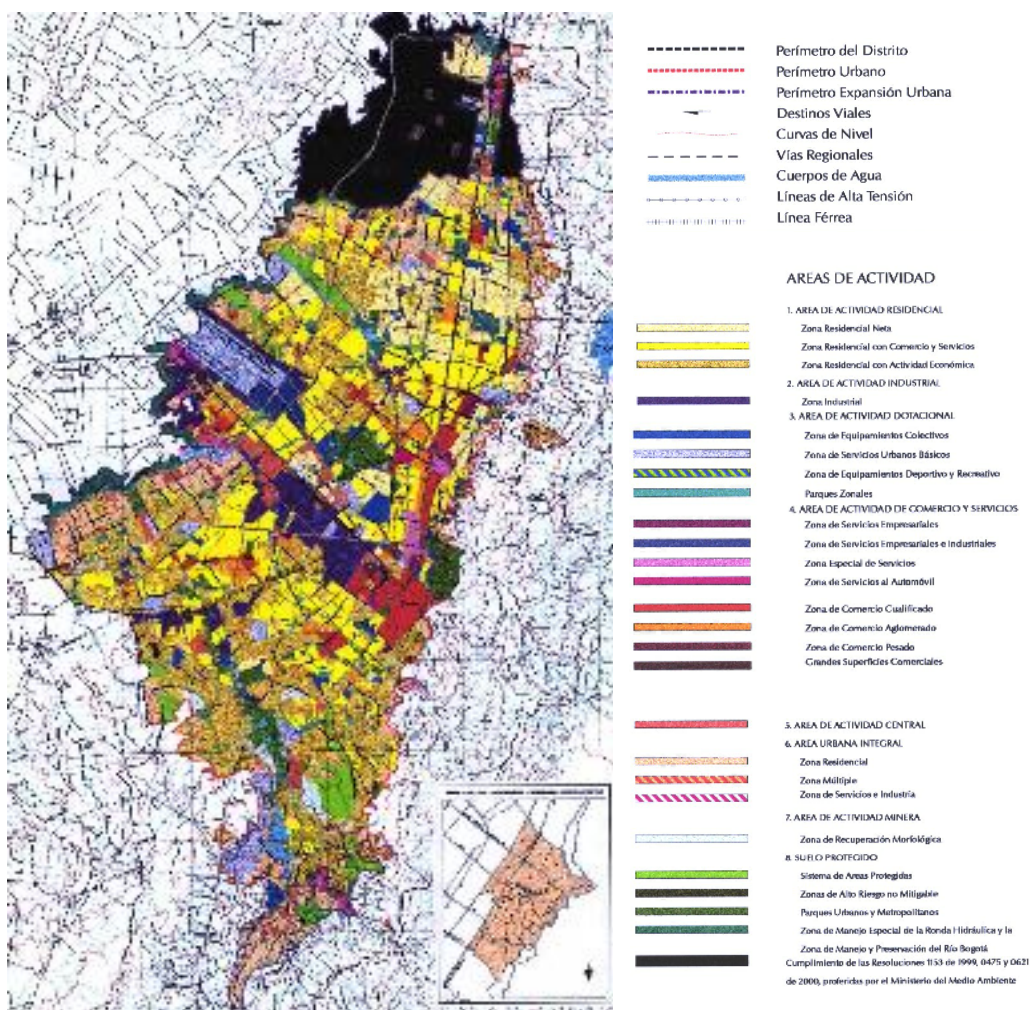 Perímetro del Distrito
Perímetro Urbano
Perímetro Expansión Urbana
Destinos Viales
Curvas de Nivel
Vías Regionales
Cuerpos de Agua
Líneas de Alta Tensión
Línea Férrea
AREAS DE ACTIVIDAD
1. AREA DE ACTIVIDAD RESIDENCIAL
Zona Residencial Neta
Zona Residencial con Comercio y Servicios
Zona Residencial con Actividad Económica
2. AREA DE ACTIVIDAD INDUSTRIAL
Zona Industrial
3. AREA DE ACTIVIDAD DOTACIONAL
Zona de Equipamientos Colectivos
Zona de Servicios Urbanos Básicos
Zona de Equipamientos Deportivo y Recreativo
Parques Zonales
4. AREA DE ACTIVIDAD DE COMERCIO Y SERVICIOS
Zona de Servicios Empresariales
Zona de Servicios Empresariales e Industriales
Zona Especial de Servicios
Zona de Servicios al Automóvil
Zona de Comercio Cualificado
Zona de Comercio Aglomerado
Zona de Comercio Pesado
Grandes Superficies Comerciales
5. AREA DE ACTIVIDAD CENTRAL
6. AREA URBANA INTEGRAL
Zona Residencial
Zona Múltiple
Zona de Servicios e Industria
7. AREA DE ACTIVIDAD MINERA
Zona de Recuperación Morfológica
8. SUELO PROTEGIDO
Sistema de Areas Protegidas
Zonas de Alto Riesgo no Mitigable
Parques Urbanos y Metropolitanos
Zona de Manejo Especial de la Ronda Hidráulica y la
Zona de Manejo y Preservación del Río Bogotá
Cumplimiento de las Resoluciones 1153 de 1999, 0475 y 0621
de 2000, proferidas por el Ministerio del Medio Ambiente